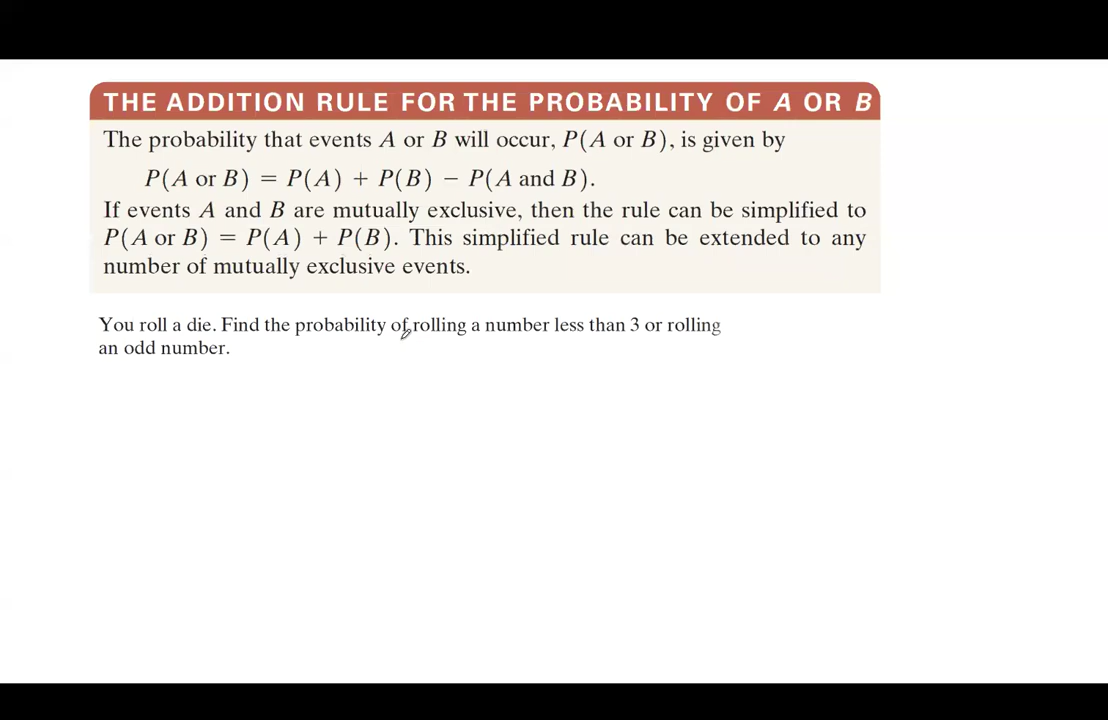 THE ADDITION RULE FOR THE PROBABILITY OF A OR B
The probability that events A or B will occur, P(A or B), is given by
P(A or B) = P(A) + P(B) − P(A and B).
If events A and B are mutually exclusive, then the rule can be simplified to
P(A or B) = P(A) + P(B). This simplified rule can be extended to any
number of mutually exclusive events.
You roll a die. Find the probability of rolling a number less than 3 or rolling
an odd number.